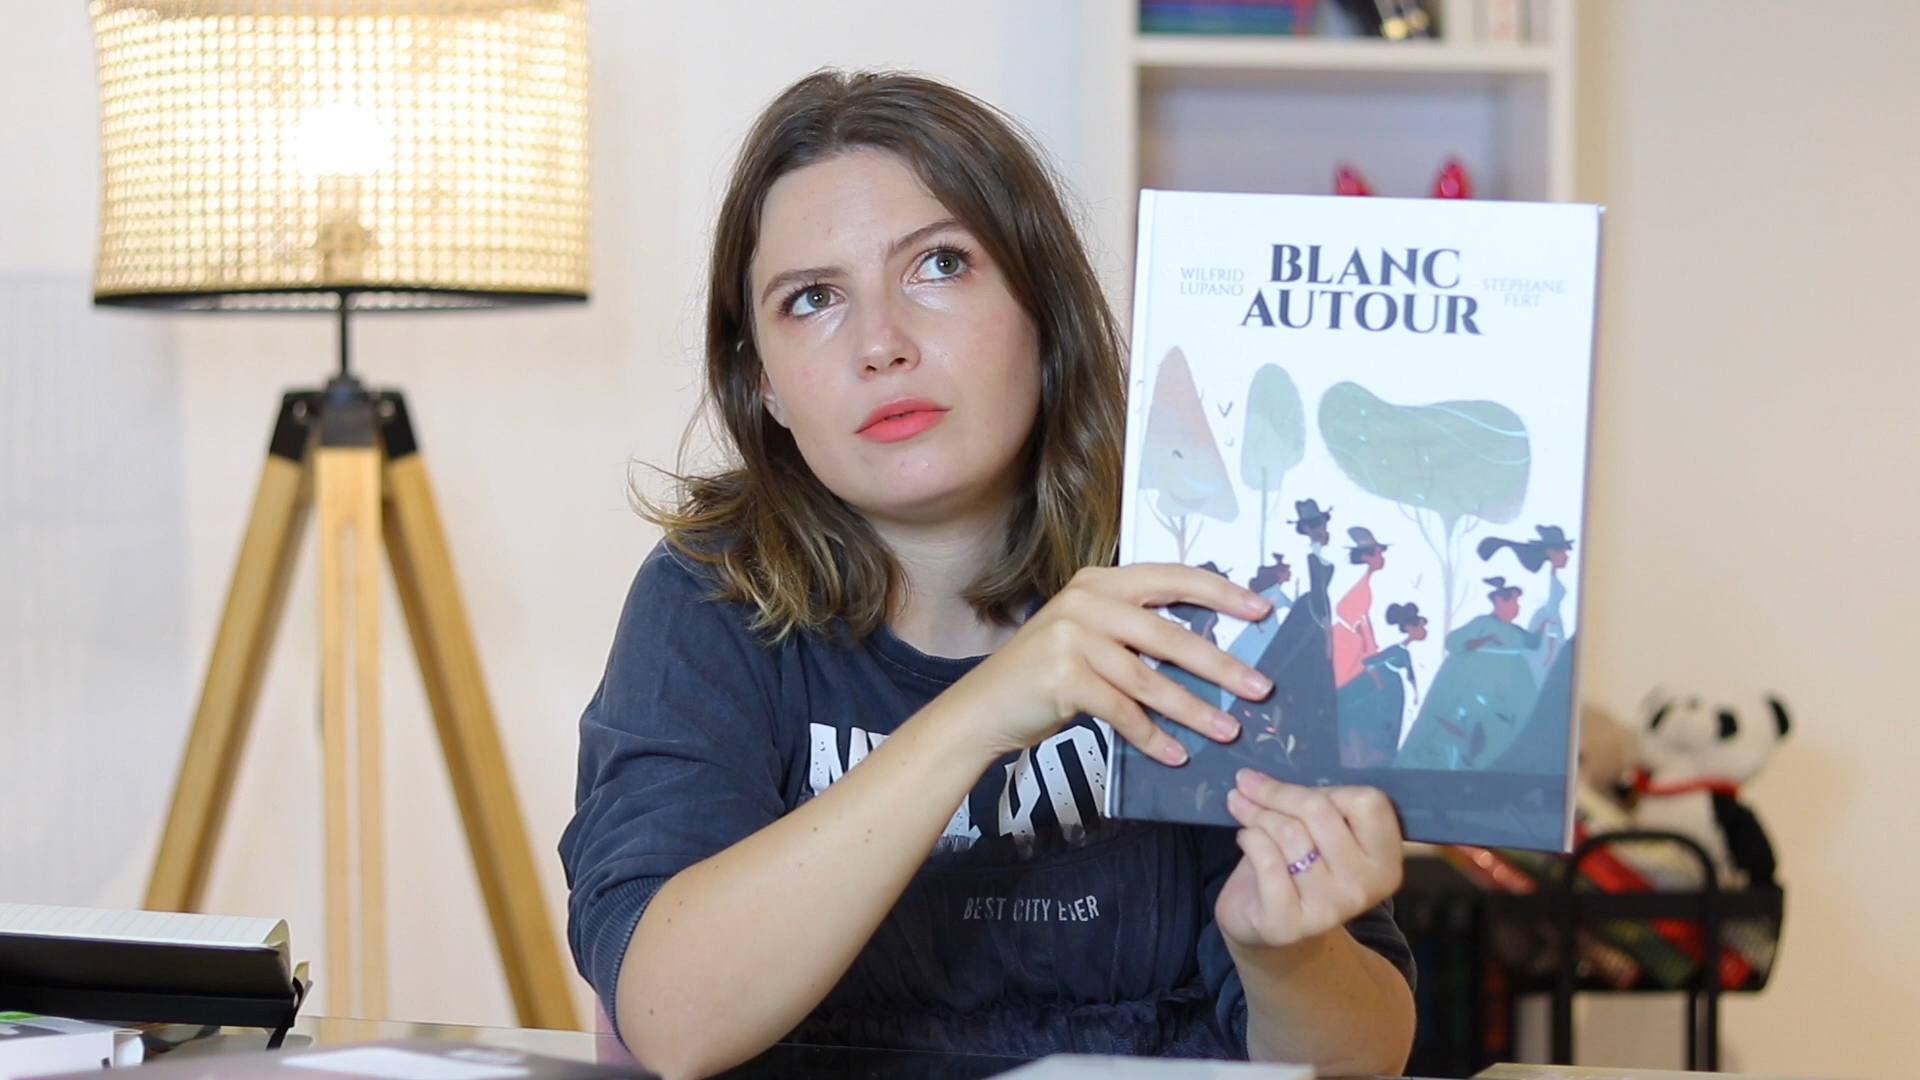 BLANC
AUTOUR
WILFRID
LUPANO
STÉPHANE
FERT
BEST CITY EVER